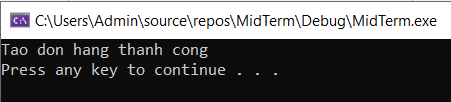 C:\Users\Admin\source\repos\MidTerm\Debug\MidTerm.exe
Tao don hang thanh cong
Press any key to continue . . .